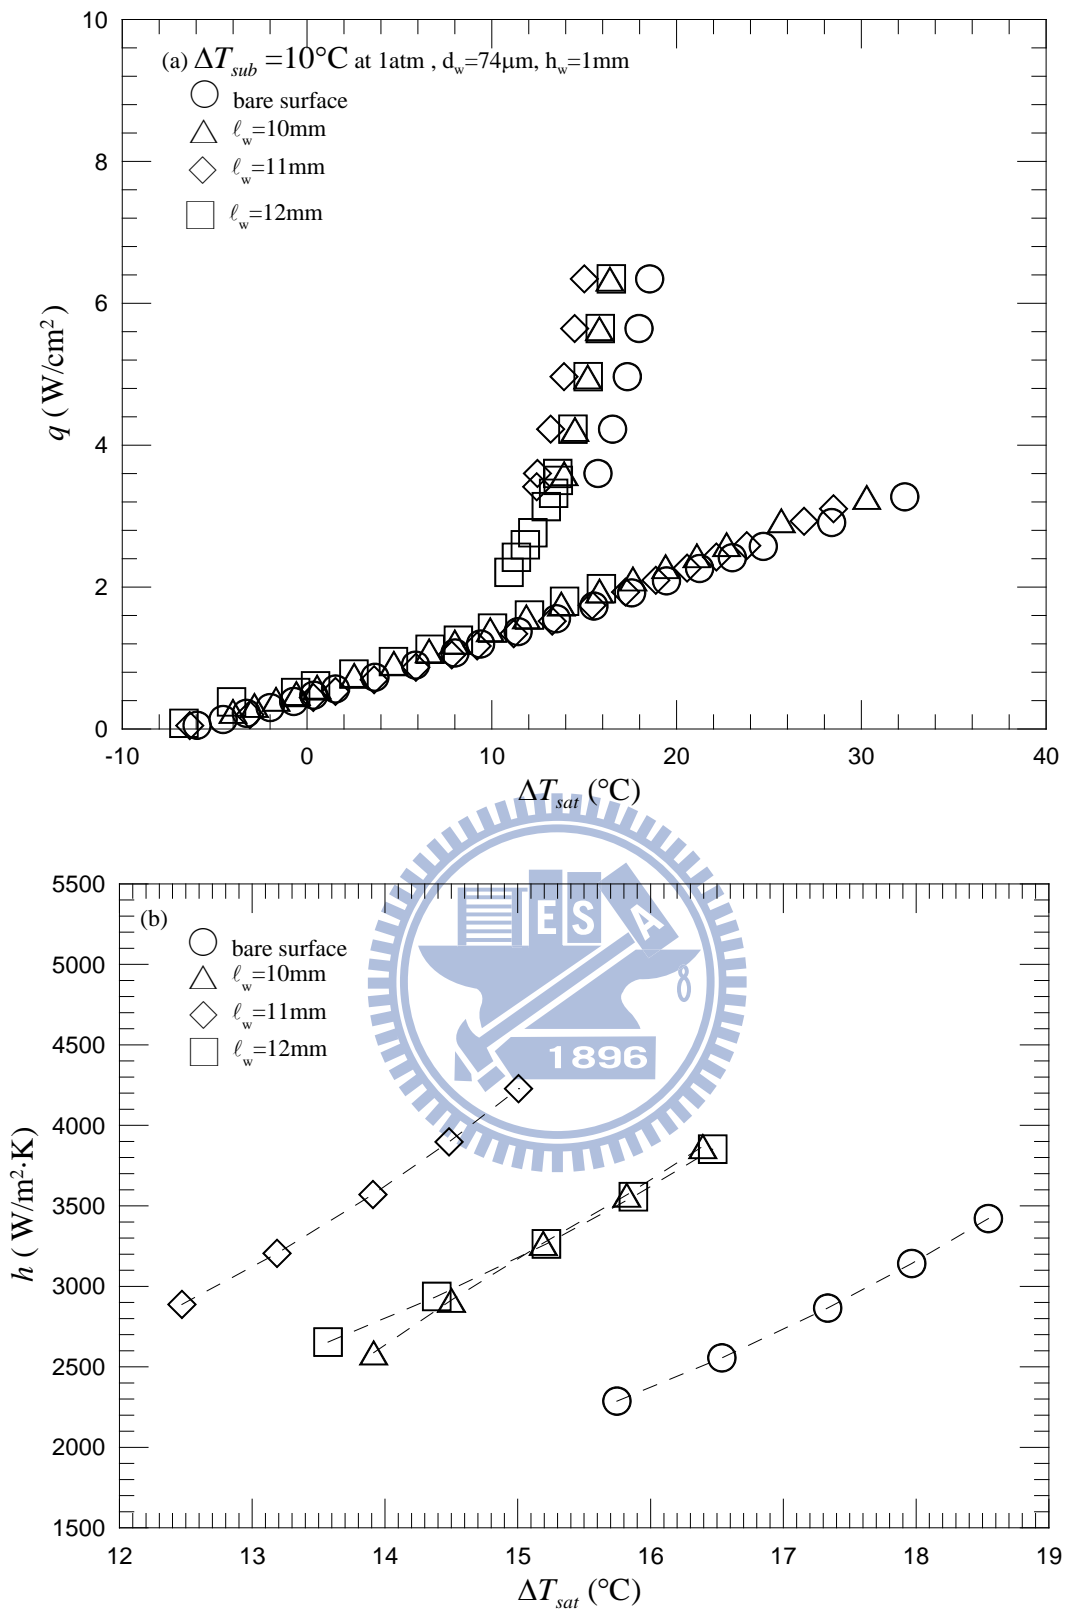 10
(a) ΔT_sub =10°C at 1atm , d_w=74μm, h_w=1mm
bare surface
ℓ_w=10mm
8
ℓ_w=11mm
ℓ_w=12mm
6
q ( W/cm²)
4
2
0
-10 0 10 20 30 40
ΔT_sat (°C)
5500
(b)
E S A
bare surface
5000
ℓ_w=10mm
ℓ_w=11mm
4500
ℓ_w=12mm
1896
4000
h ( W/m²·K)
3500
3000
2500
2000
1500
12 13 14 15 16 17 18 19
ΔT_sat (°C)